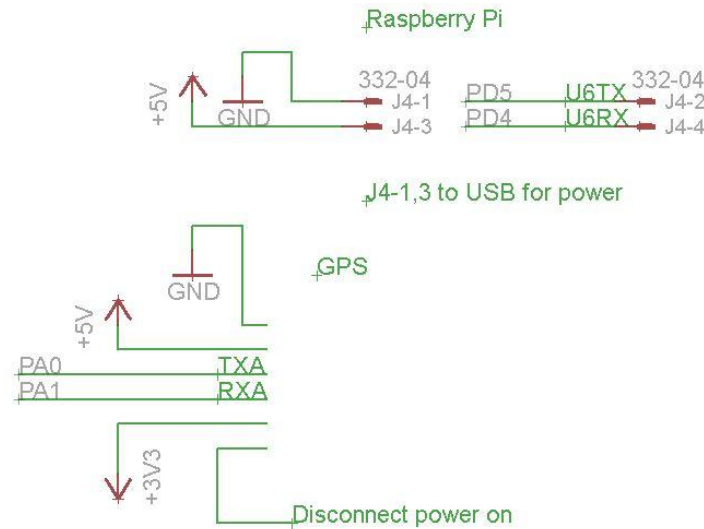 Raspberry Pi
+5V
GND
332-04
J4-1
J4-3
PD5 U6TX
PD4 U6RX
332-04
J4-2
J4-4
J4-1,3 to USB for power
GND
GPS
+5V
PA0 TXA
PA1 RXA
+3V3
Disconnect power on